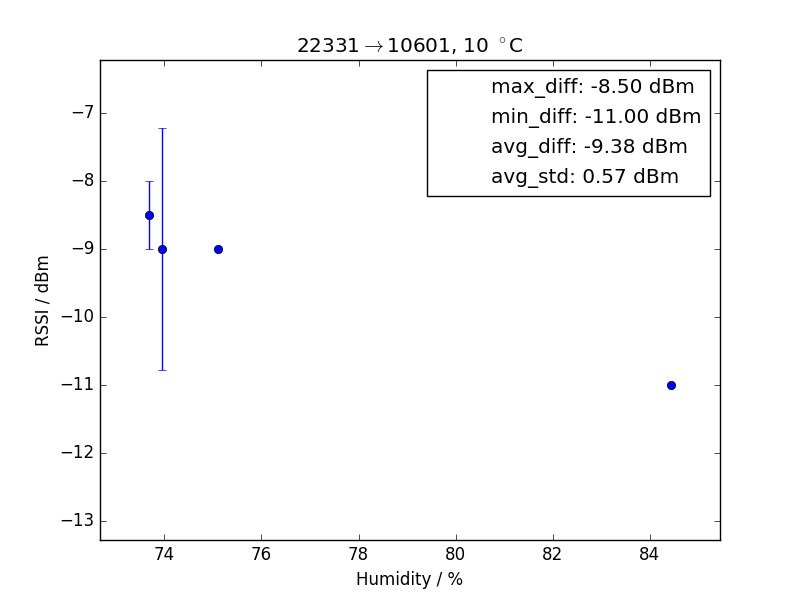 22331→10601, 10 °C
max_diff: -8.50 dBm
min_diff: -11.00 dBm
avg_diff: -9.38 dBm
avg_std: 0.57 dBm
RSSI / dBm
−7
−8
−9
−10
−11
−12
−13
74 76 78 80 82 84
Humidity / %